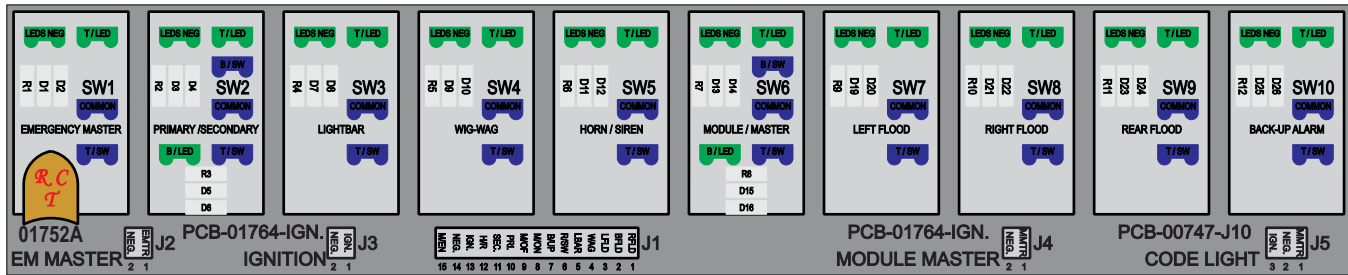 LEDS NEG T / LED LEDS NEG T / LED LEDS NEG T / LED LEDS NEG T / LED LEDS NEG T / LED LEDS NEG T / LED LEDS NEG T / LED LEDS NEG T / LED LEDS NEG T / LED LEDS NEG T / LED
B / SW B / SW
R1 D1 D2 SW1 R2 D3 D4 SW2 R4 D7 D8 SW3 R5 D9 D10 SW4 R6 D11 D12 SW5 R7 D13 D14 SW6 R9 D19 D20 SW7 R10 D21 D22 SW8 R11 D23 D24 SW9 R12 D25 D26 SW10
COMMON COMMON COMMON COMMON COMMON COMMON COMMON COMMON COMMON COMMON
EMERGENCY MASTER PRIMARY /SECONDARY LIGHTBAR WIG-WAG HORN / SIREN MODULE / MASTER LEFT FLOOD RIGHT FLOOD REAR FLOOD BACK-UP ALARM
T / SW B / LED T / SW T / SW T / SW T / SW B / LED T / SW T / SW T / SW T / SW T / SW
R C
T
R3 R8
D5 D15
D6 D16
01752A PCB-01764-IGN. PCB-01764-IGN. PCB-00747-J10
EM MASTER NEG. EMTR J2 IGNITION NEG. IGN. J3 MEN NEG. IGN. HR SEC. PRI. MOF MON B/UP R/SW LBAR WAG LFLD BFLD RFLD J1 MODULE MASTER NEG. MMTR J4 CODE LIGHT IGN. NEG. MMTR J5
2 1 2 1 15 14 13 12 11 10 9 8 7 6 5 4 3 2 1 2 1 3 2 1